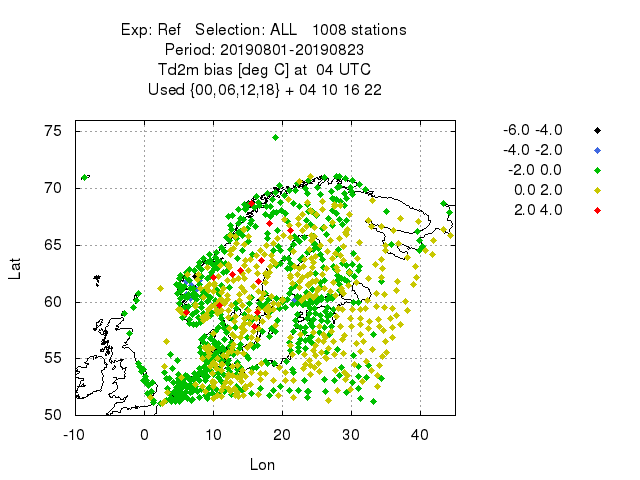 Exp: Ref   Selection: ALL   1008 stations
Period: 20190801-20190823
Td2m bias [deg C] at  04 UTC
Used {00,06,12,18} + 04 10 16 22
-6.0 -4.0
-4.0 -2.0
-2.0 0.0
0.0 2.0
2.0 4.0
75
70
65
60
55
50
Lat
-10 0 10 20 30 40
Lon